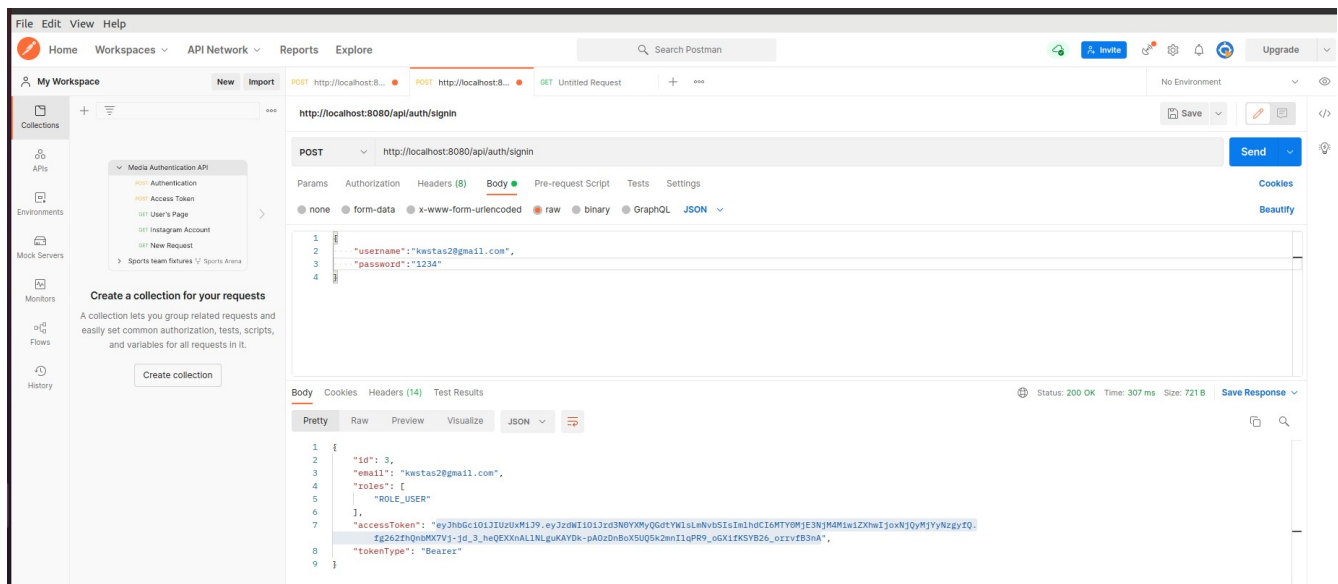 File Edit View Help
Home Workspaces API Network Reports Explore
Search Postman
Invite
Upgrade
My Workspace
New Import
POST http://localhost:8...
POST http://localhost:8...
GET Untitled Request
No Environment
Collections
APIs
Environments
Mock Servers
Monitors
Flows
History
Media Authentication API
POST Authentication
POST Access Token
GET User's Page
GET Instagram Account
GET New Request
Sports team fixtures Sports Arena
Create a collection for your requests
A collection lets you group related requests and
easily set common authorization, tests, scripts,
and variables for all requests in it.
Create collection
http://localhost:8080/api/auth/signin
Save
POST http://localhost:8080/api/auth/signin
Send
Params Authorization Headers (8) Body Pre-request Script Tests Settings
Cookies
none form-data x-www-form-urlencoded raw binary GraphQL JSON
Beautify
1 {
2 "username":"kwstas2@gmail.com",
3 "password":"1234"
4 }
Body Cookies Headers (14) Test Results
Status: 200 OK Time: 307 ms Size: 721 B Save Response
Pretty Raw Preview Visualize JSON
1 {
2 "id": 3,
3 "email": "kwstas2@gmail.com",
4 "roles": [
5 "ROLE_USER"
6 ],
7 "accessToken":
8 "tokenType": "Bearer"
9 }